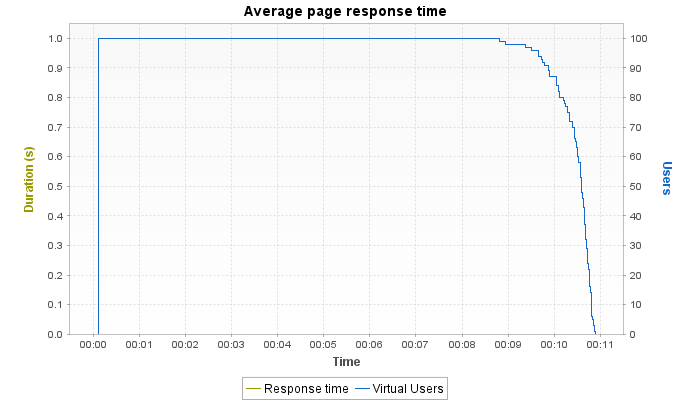 Average page response time
1.0 100
0.9 90
0.8 80
0.7 70
0.6 60
0.5 50
0.4 40
0.3 30
0.2 20
0.1 10
0.0 0
Duration (s)
Users
00:00 00:01 00:02 00:03 00:04 00:05 00:06 00:07 00:08 00:09 00:10 00:11
Time
Response time Virtual Users